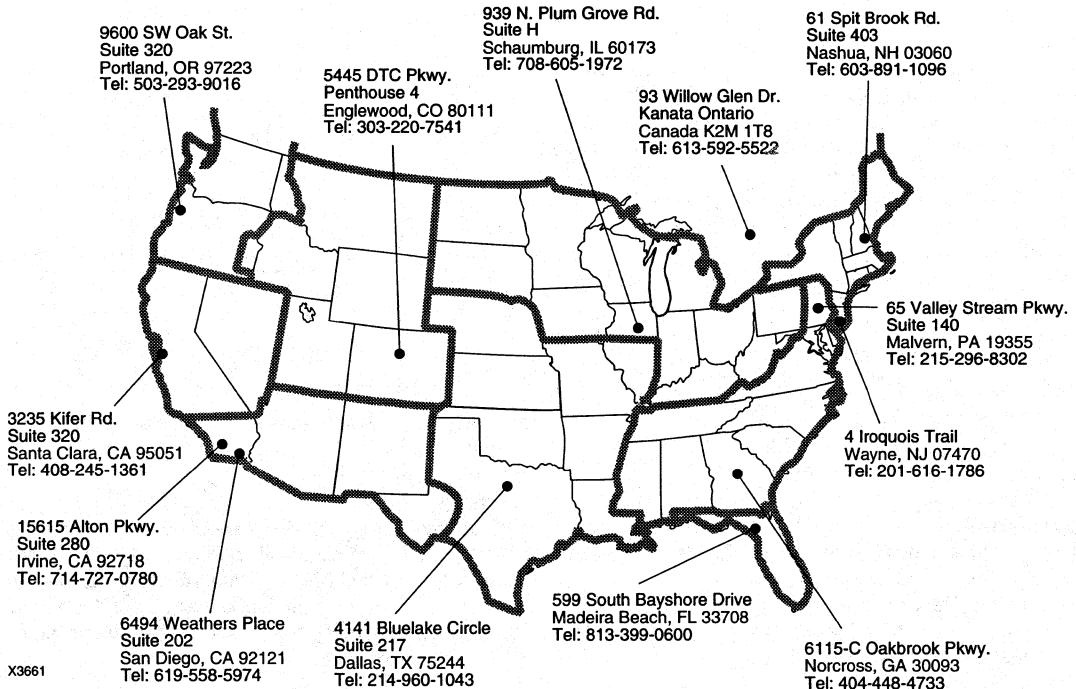 939 N. Plum Grove Rd.
Suite H
Schaumburg, IL 60173
Tel: 708-605-1972
61 Spit Brook Rd.
Suite 403
Nashua, NH 03060
Tel: 603-891-1096
9600 SW Oak St.
Suite 320
Portland, OR 97223
Tel: 503-293-9016
5445 DTC Pkwy.
Penthouse 4
Englewood, CO 80111
Tel: 303-220-7541
93 Willow Glen Dr.
Kanata Ontario
Canada K2M 1T8
Tel: 613-592-5522
65 Valley Stream Pkwy.
Suite 140
Malvern, PA 19355
Tel: 215-296-8302
3235 Kifer Rd.
Suite 320
Santa Clara, CA 95051
Tel: 408-245-1361
4 Iroquois Trail
Wayne, NJ 07470
Tel: 201-616-1786
15615 Alton Pkwy.
Suite 280
Irvine, CA 92718
Tel: 714-727-0780
599 South Bayshore Drive
Madeira Beach, FL 33708
Tel: 813-399-0600
6494 Weathers Place
Suite 202
San Diego, CA 92121
Tel: 619-558-5974
4141 Bluelake Circle
Suite 217
Dallas, TX 75244
Tel: 214-960-1043
6115-C Oakbrook Pkwy.
Norcross, GA 30093
Tel: 404-448-4733
X3661